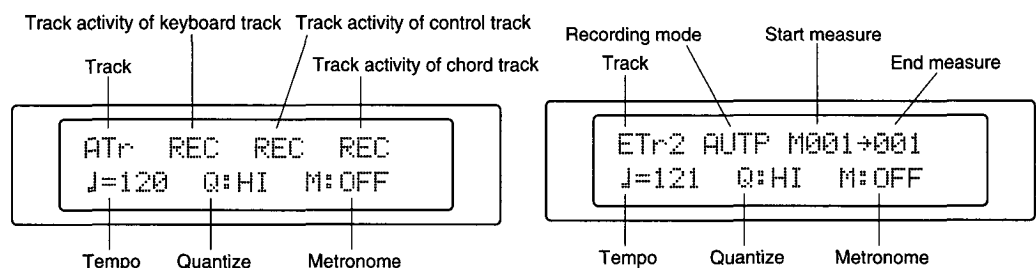 Track activity of keyboard track
Track activity of control track
Track
Track activity of chord track
ATr REC REC REC
♩=120 Q:HI M:OFF
Tempo Quantize Metronome
Recording mode Start measure
Track End measure
ETr2 AUTP M001→001
♩=121 Q:HI M:OFF
Tempo Quantize Metronome